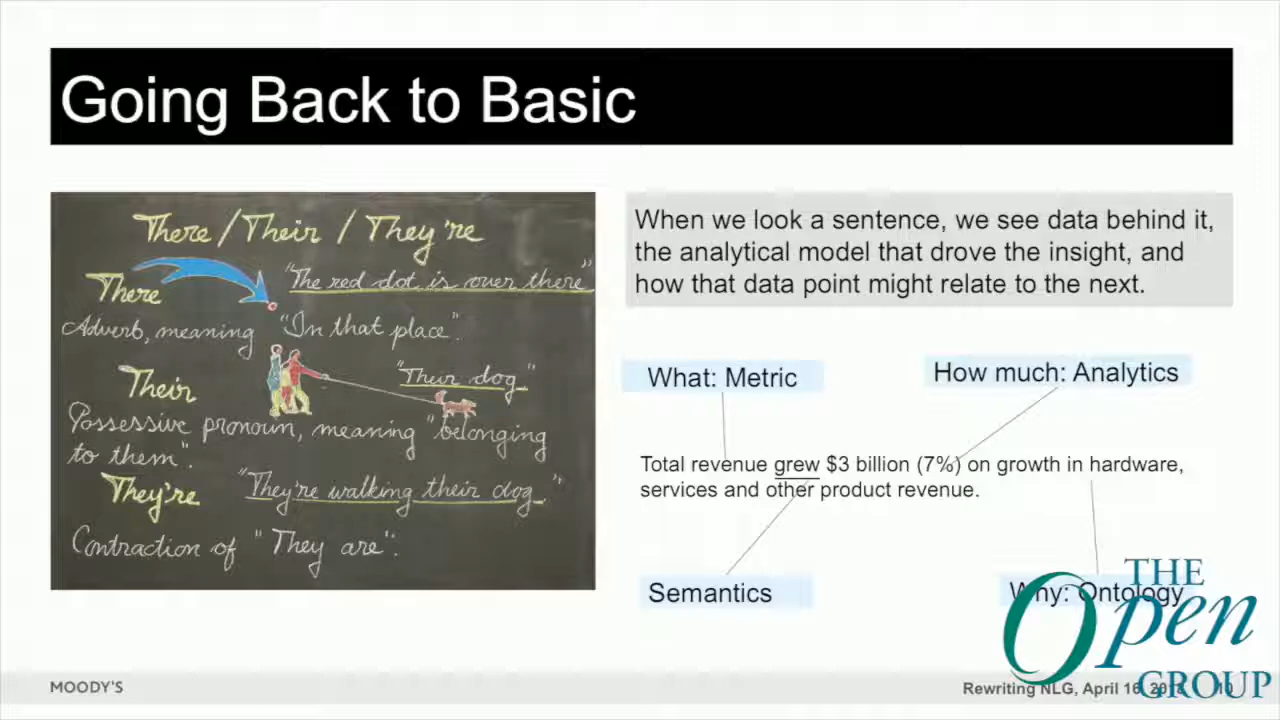 Going Back to Basic
There / Their / They're
There
"The red dot is over there"
Adverb, meaning "In that place".
Their
"Their dog"
Possessive pronoun, meaning "belonging
to them".
They're
"They're walking their dog."
Contraction of "They are".
When we look a sentence, we see data behind it,
the analytical model that drove the insight, and
how that data point might relate to the next.
What: Metric
How much: Analytics
Total revenue grew $3 billion (7%) on growth in hardware,
services and other product revenue.
Semantics
Why: Ontology
THE
Open
GROUP
MOODY'S
Rewriting NLG, April 16, 10